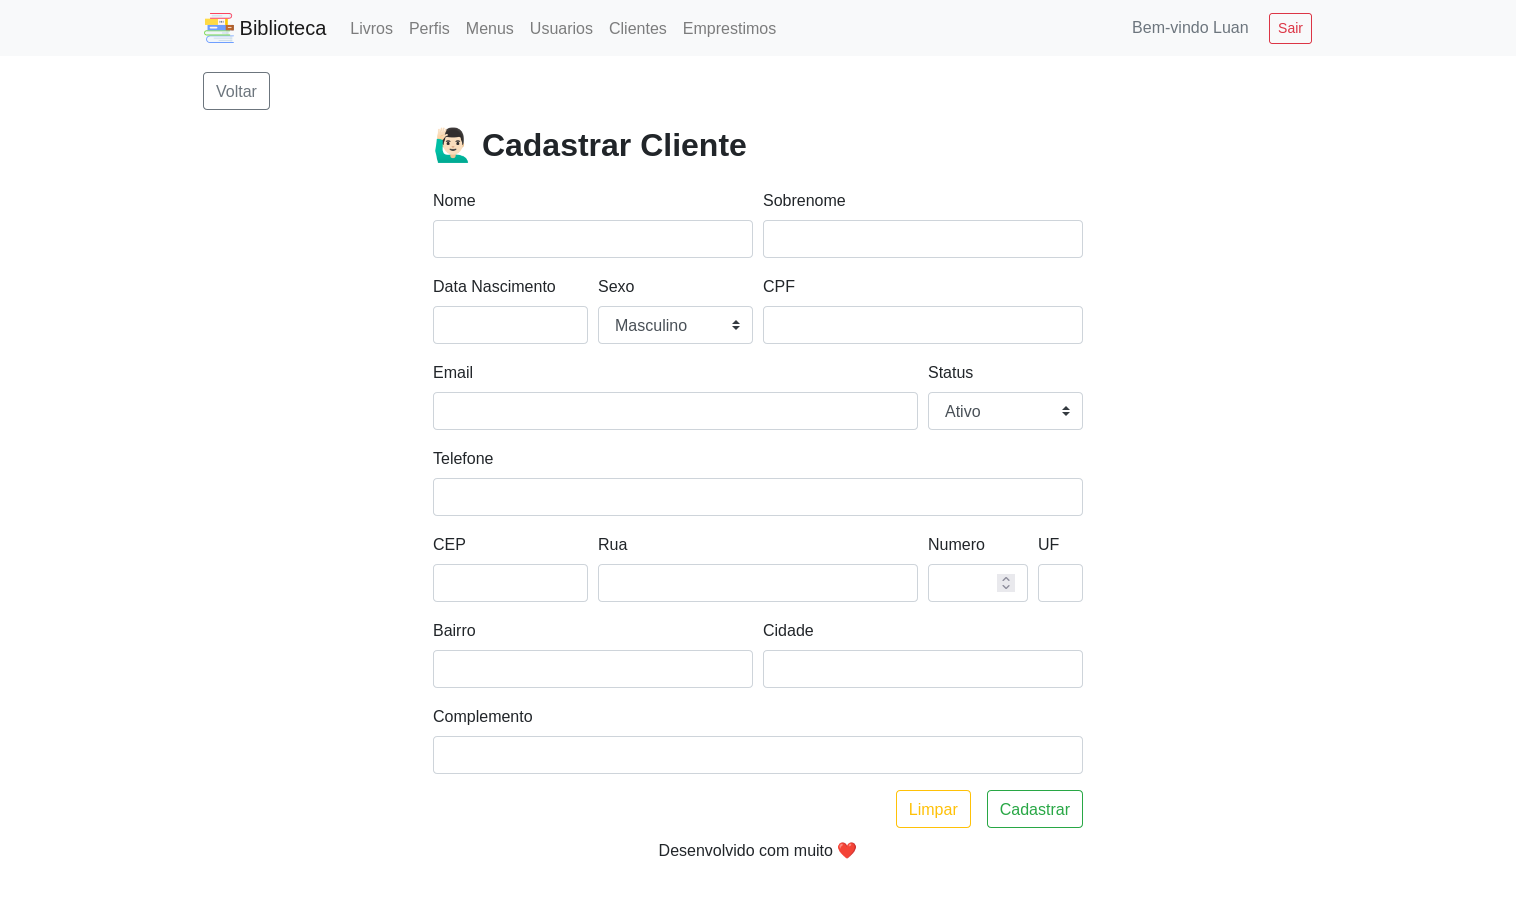 Biblioteca Livros Perfis Menus Usuarios Clientes Emprestimos Bem-vindo Luan Sair
Voltar
Cadastrar Cliente
Nome Sobrenome
Data Nascimento Sexo CPF
Masculino
Email Status
Ativo
Telefone
CEP Rua Numero UF
Bairro Cidade
Complemento
Limpar Cadastrar
Desenvolvido com muito ❤️